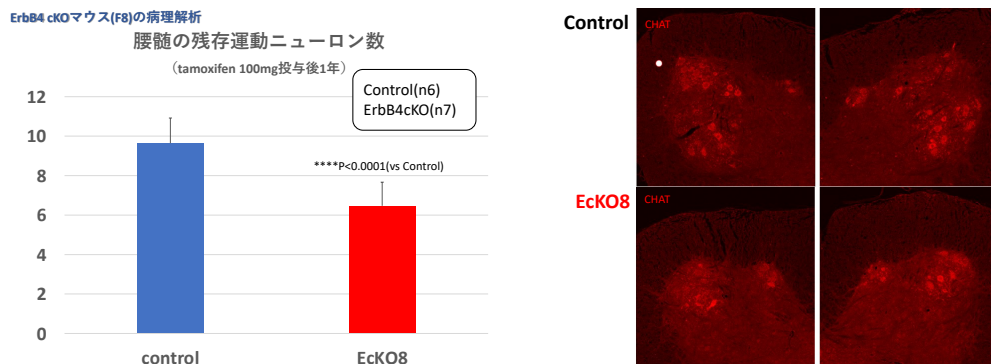 ErbB4 cKOマウス(F8)の病理解析
腰髄の残存運動ニューロン数
(tamoxifen 100mg投与後1年)
Control(n6)
ErbB4cKO(n7)
****P<0.0001(vs Control)
12
10
8
6
4
2
0
control
EcKO8
Control
CHAT
EcKO8
CHAT